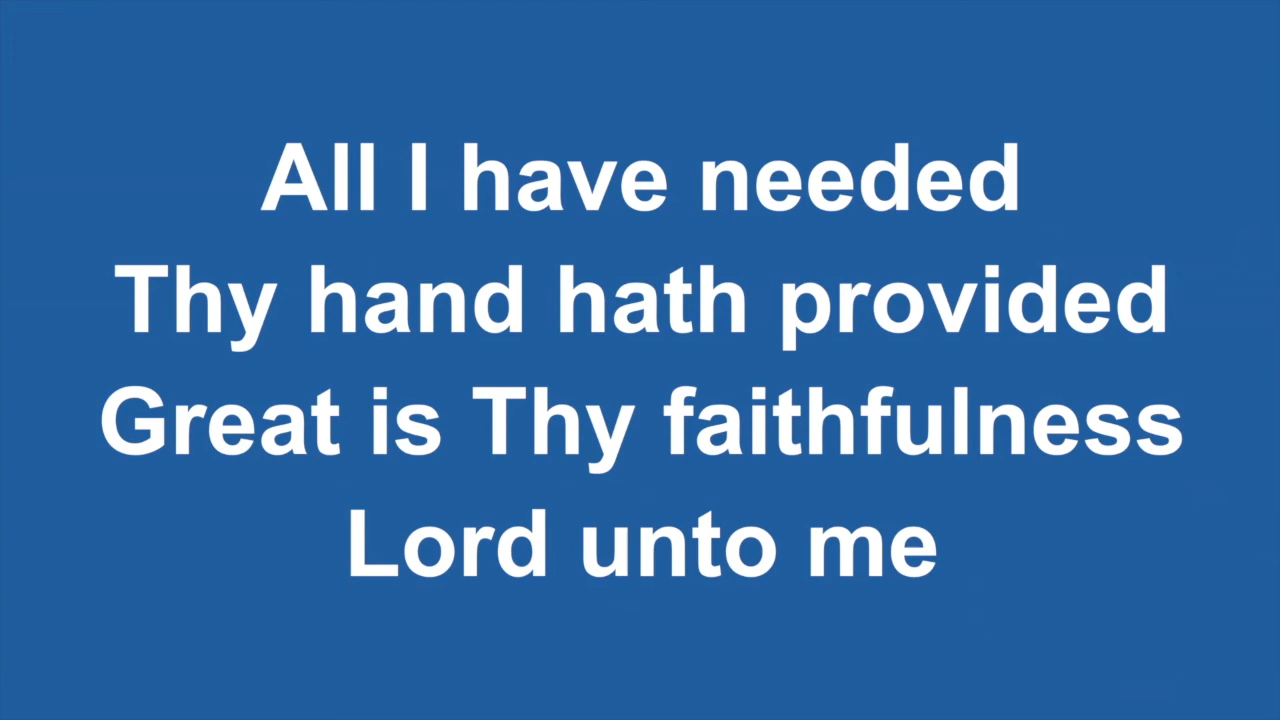 All I have needed
Thy hand hath provided
Great is Thy faithfulness
Lord unto me